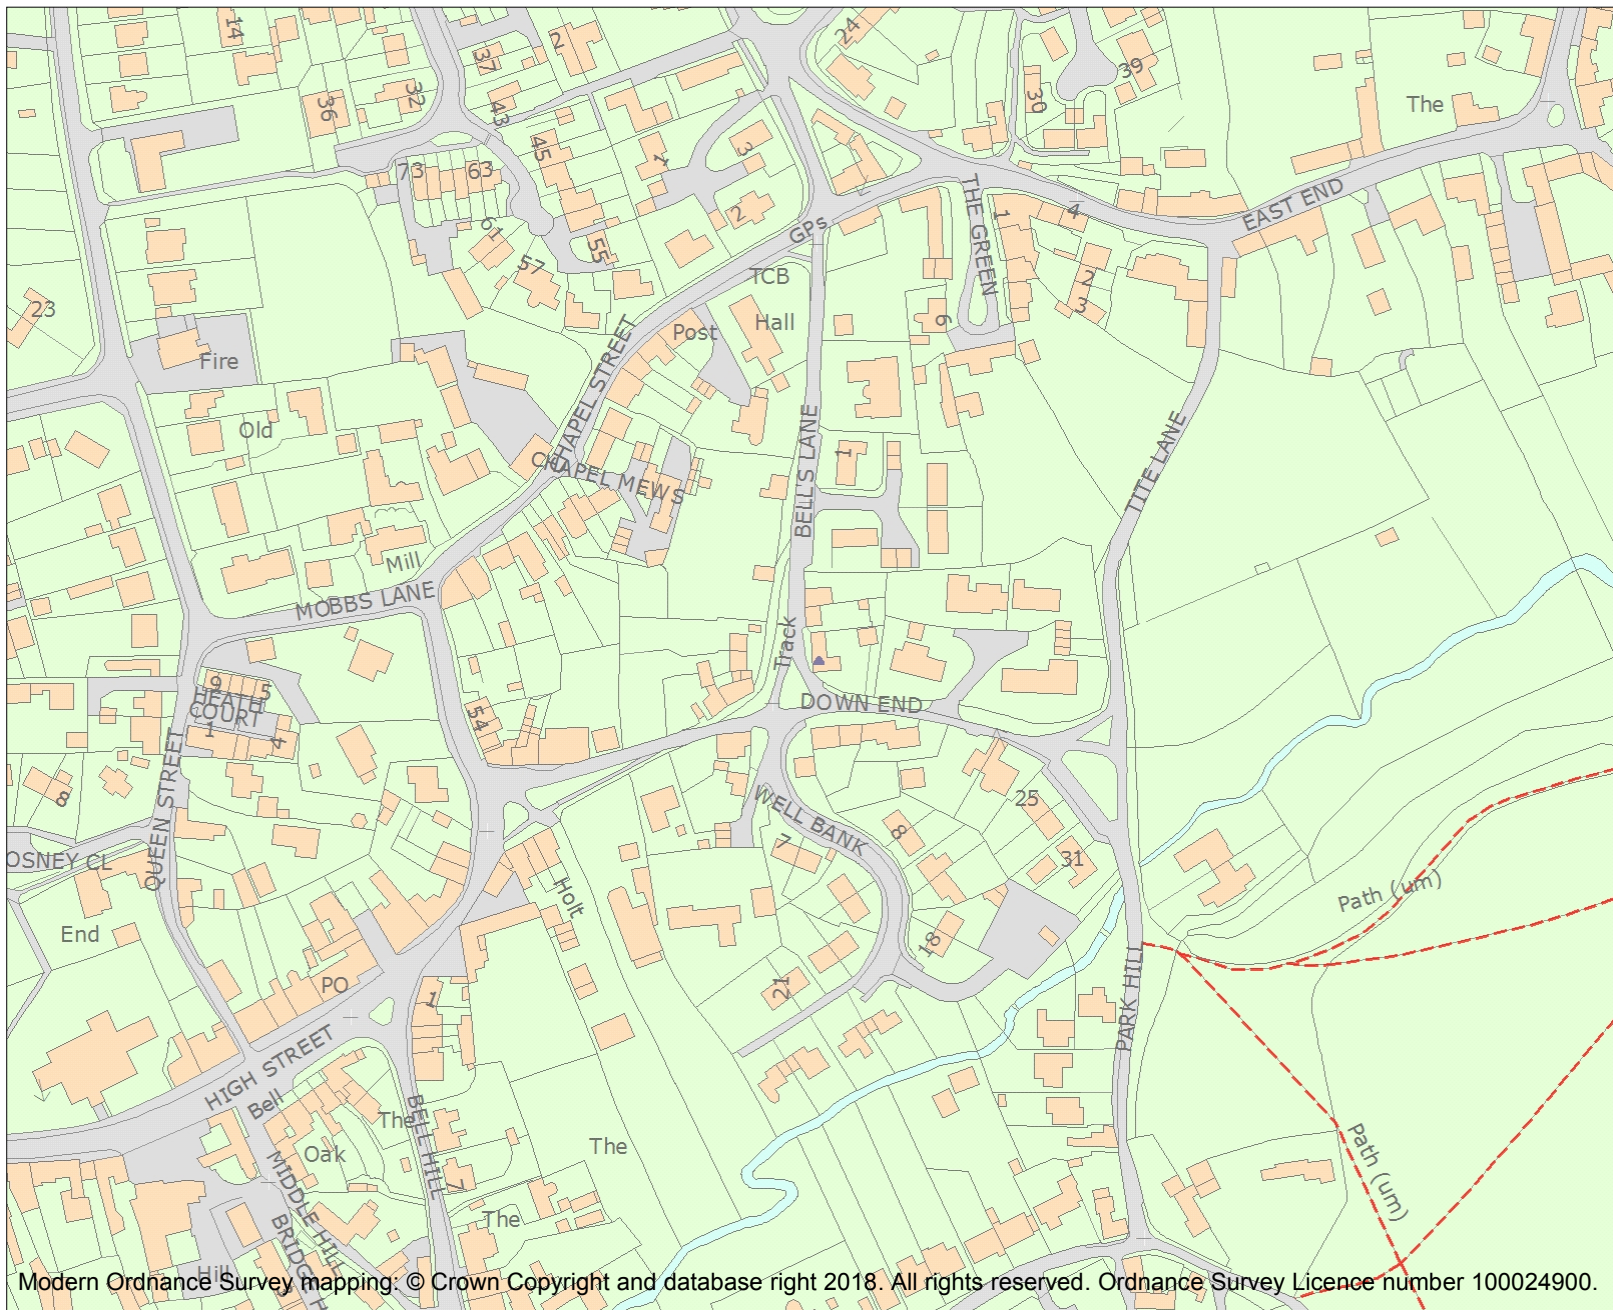 14
37
2
24
39
36
32
43
30
The
45
1
3
73
63
2
THE GREEN
1
4
EAST END
61
GPs
55
57
TCB
2
3
23
6
CHAPEL STREET
Post
Hall
Fire
Old
BELL'S LANE
1
TITE LANE
CHAPEL MEWS
Mill
MOBBS LANE
Track
9
5
HEATH
COURT
1
4
54
DOWN END
QUEEN STREET
8
WELL BANK
7
8
25
31
OSNEY CL
Holt
Path (um)
End
18
PO
21
1
PARK HILL
HIGH STREET
Bell
The
BELL HILL
Oak
The
Path (um)
MIDDLE HILL
7
The
Hill
Modern Ordnance Survey mapping: © Crown Copyright and database right 2018. All rights reserved. Ordnance Survey Licence number 100024900.